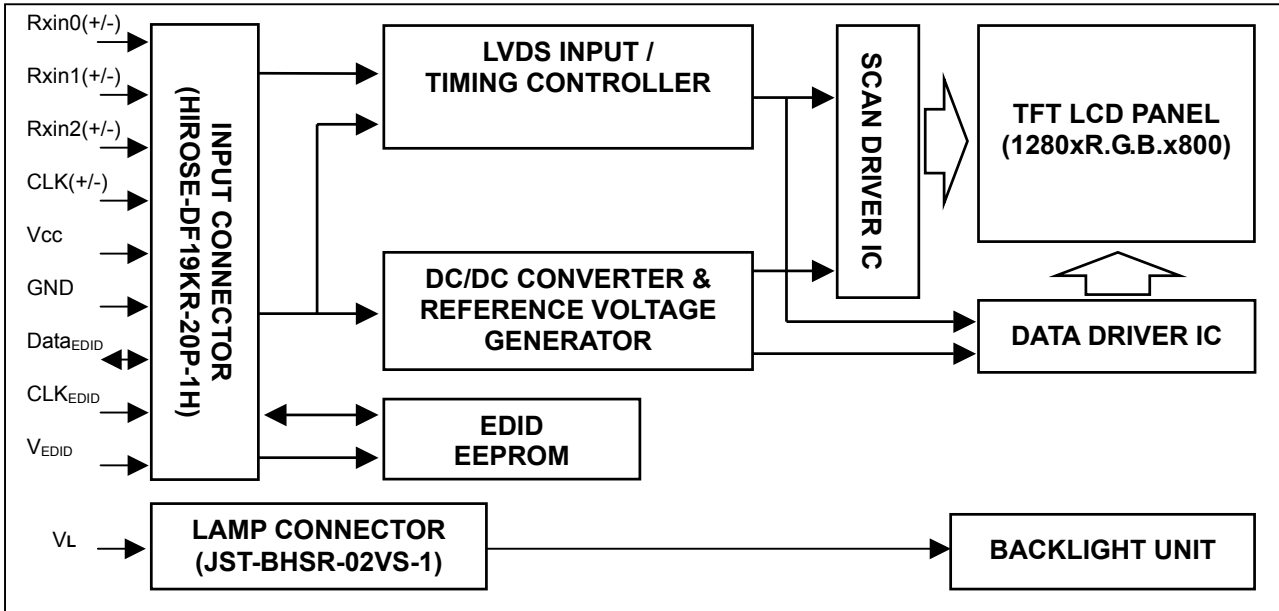 Rxin0(+/-)
Rxin1(+/-)
Rxin2(+/-)
CLK(+/-)
Vcc
GND
DataEDID
CLKEDID
VEDID
INPUT CONNECTOR
(HIROSE-DF19KR-20P-1H)
LVDS INPUT /
TIMING CONTROLLER
DC/DC CONVERTER &
REFERENCE VOLTAGE
GENERATOR
EDID
EEPROM
SCAN DRIVER IC
TFT LCD PANEL
(1280xR.G.B.x800)
DATA DRIVER IC
VL
LAMP CONNECTOR
(JST-BHSR-02VS-1)
BACKLIGHT UNIT